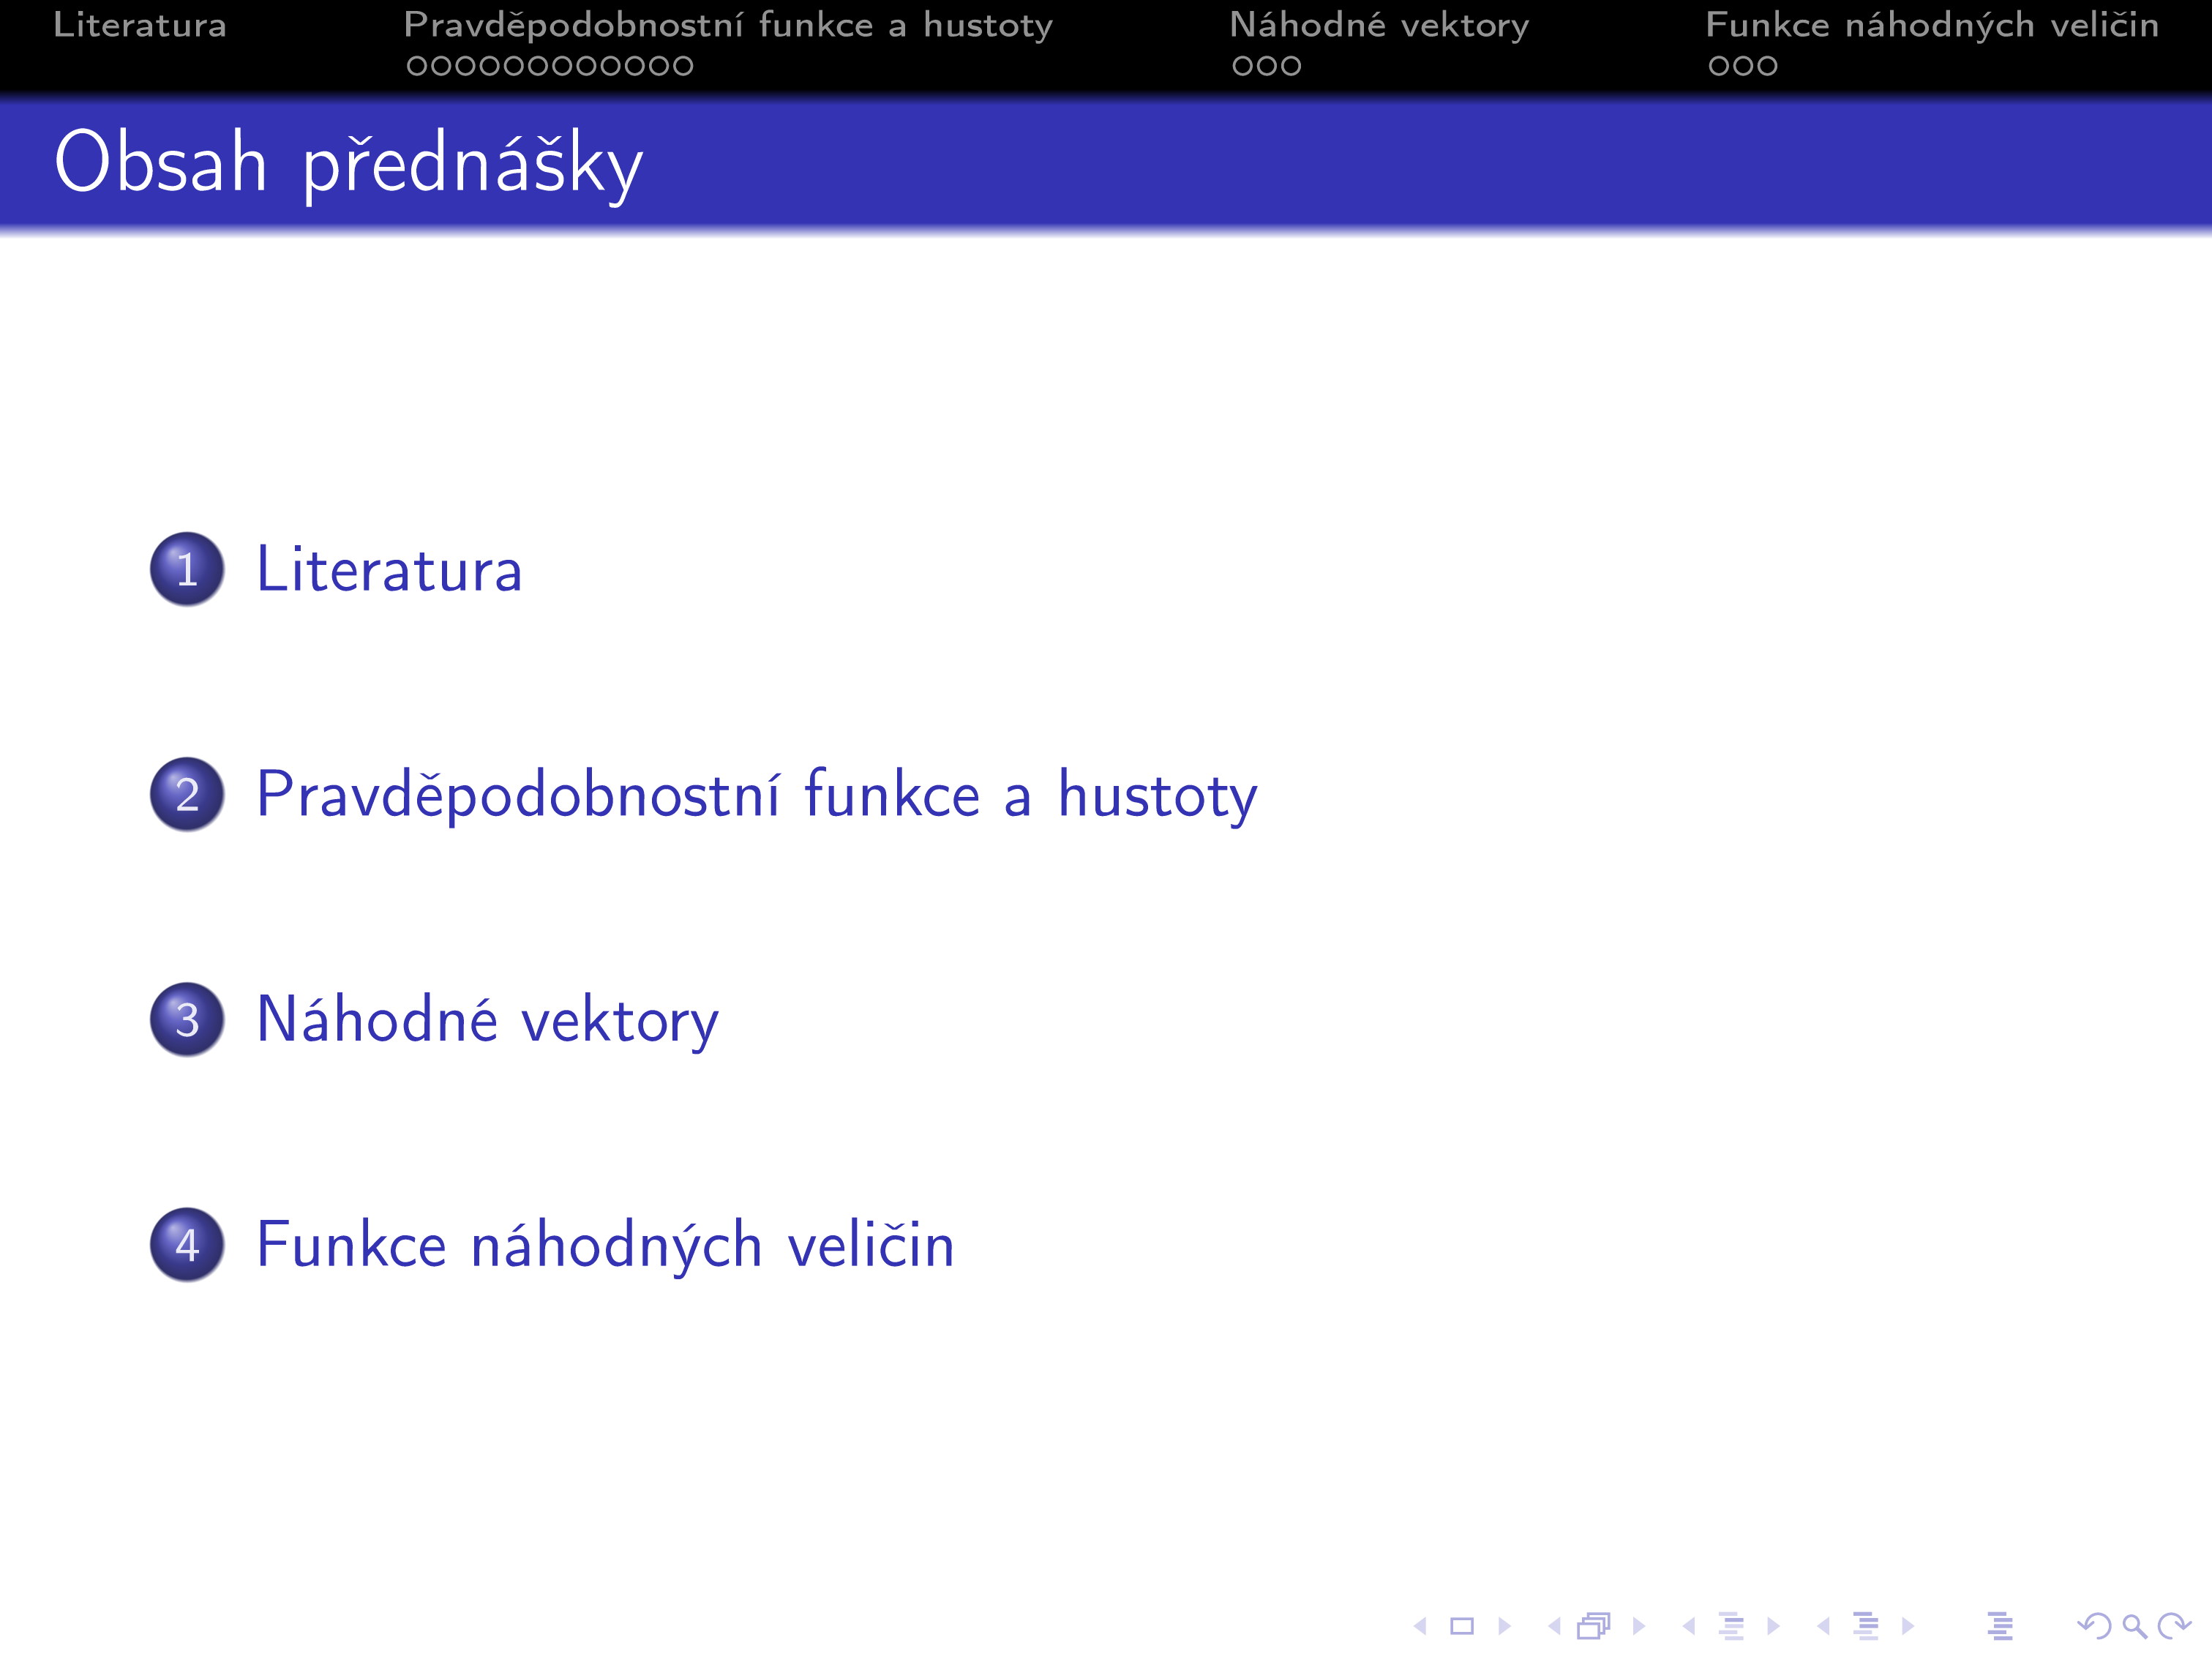 Literatura Pravděpodobnostní funkce a hustoty Náhodné vektory Funkce náhodných veličin
Obsah přednášky
1 Literatura
2 Pravděpodobnostní funkce a hustoty
3 Náhodné vektory
4 Funkce náhodných veličin